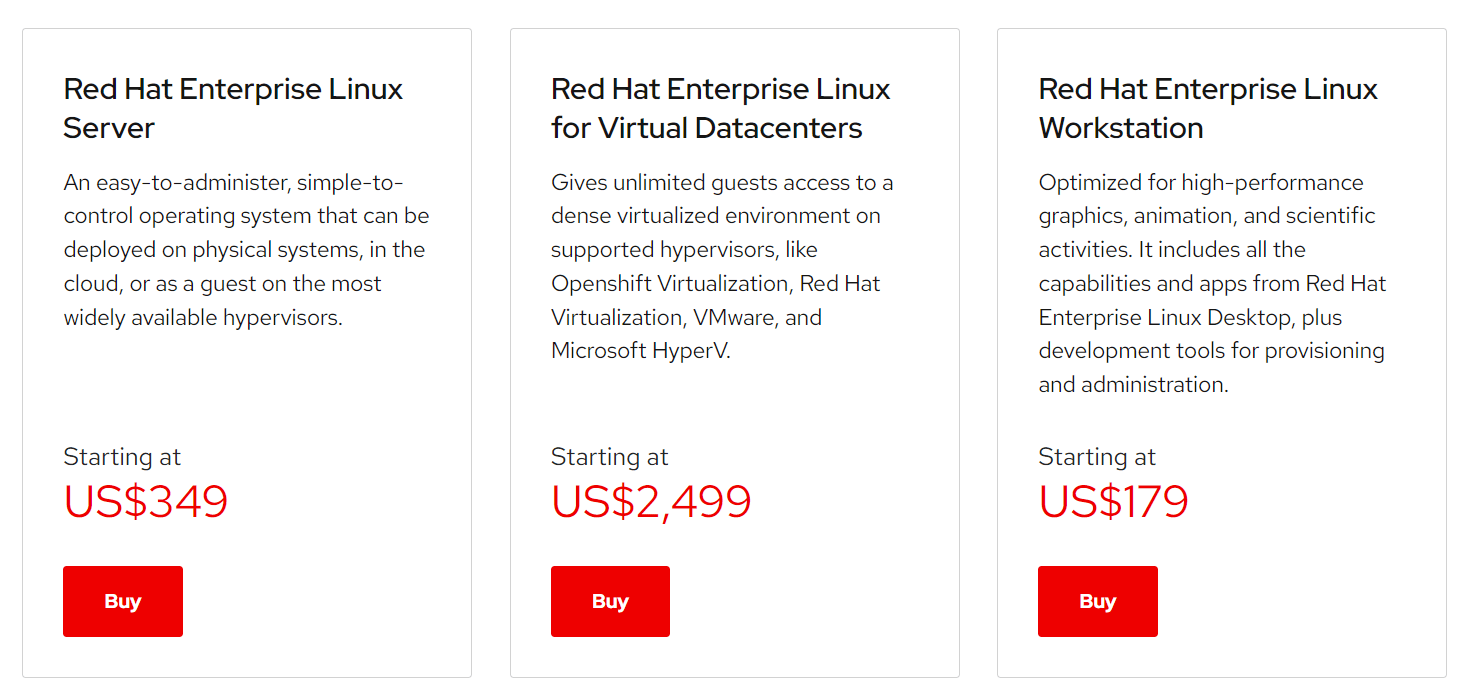 Red Hat Enterprise Linux
Server
An easy-to-administer, simple-to-
control operating system that can be
deployed on physical systems, in the
cloud, or as a guest on the most
widely available hypervisors.
Starting at
US$349
Buy
Red Hat Enterprise Linux
for Virtual Datacenters
Gives unlimited guests access to a
dense virtualized environment on
supported hypervisors, like
Openshift Virtualization, Red Hat
Virtualization, VMware, and
Microsoft HyperV.
Starting at
US$2,499
Buy
Red Hat Enterprise Linux
Workstation
Optimized for high-performance
graphics, animation, and scientific
activities. It includes all the
capabilities and apps from Red Hat
Enterprise Linux Desktop, plus
development tools for provisioning
and administration.
Starting at
US$179
Buy